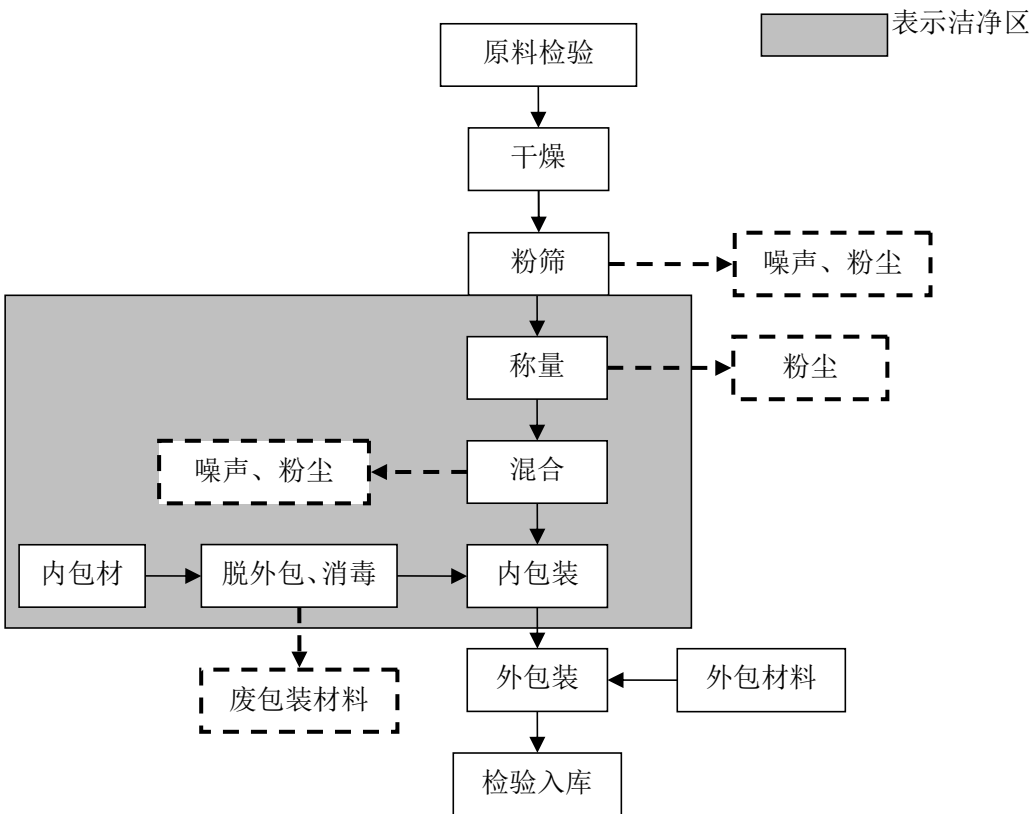 表示洁净区
原料检验
干燥
粉筛
噪声、粉尘
称量
粉尘
噪声、粉尘
混合
内包材
脱外包、消毒
内包装
废包装材料
外包装
外包材料
检验入库